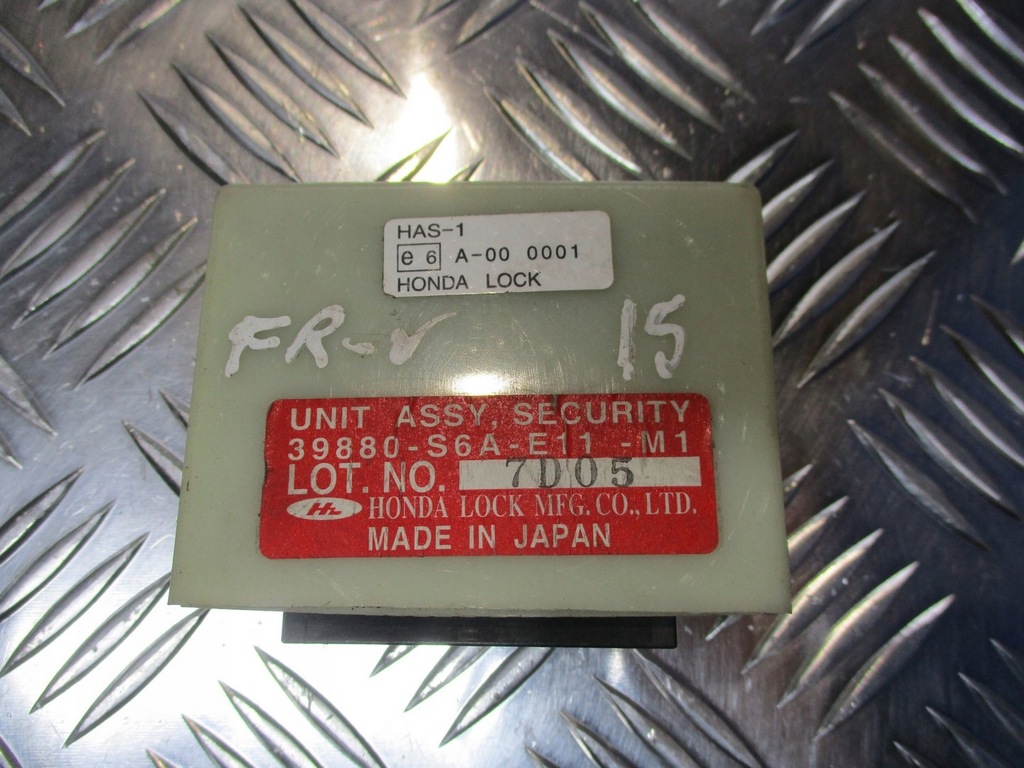 HAS-1
e 6 A-00 0001
HONDA LOCK
FR-V 15
UNIT ASSY, SECURITY
39880-S6A-E11 -M1
LOT. NO. 7D05
HL HONDA LOCK MFG. CO., LTD.
MADE IN JAPAN